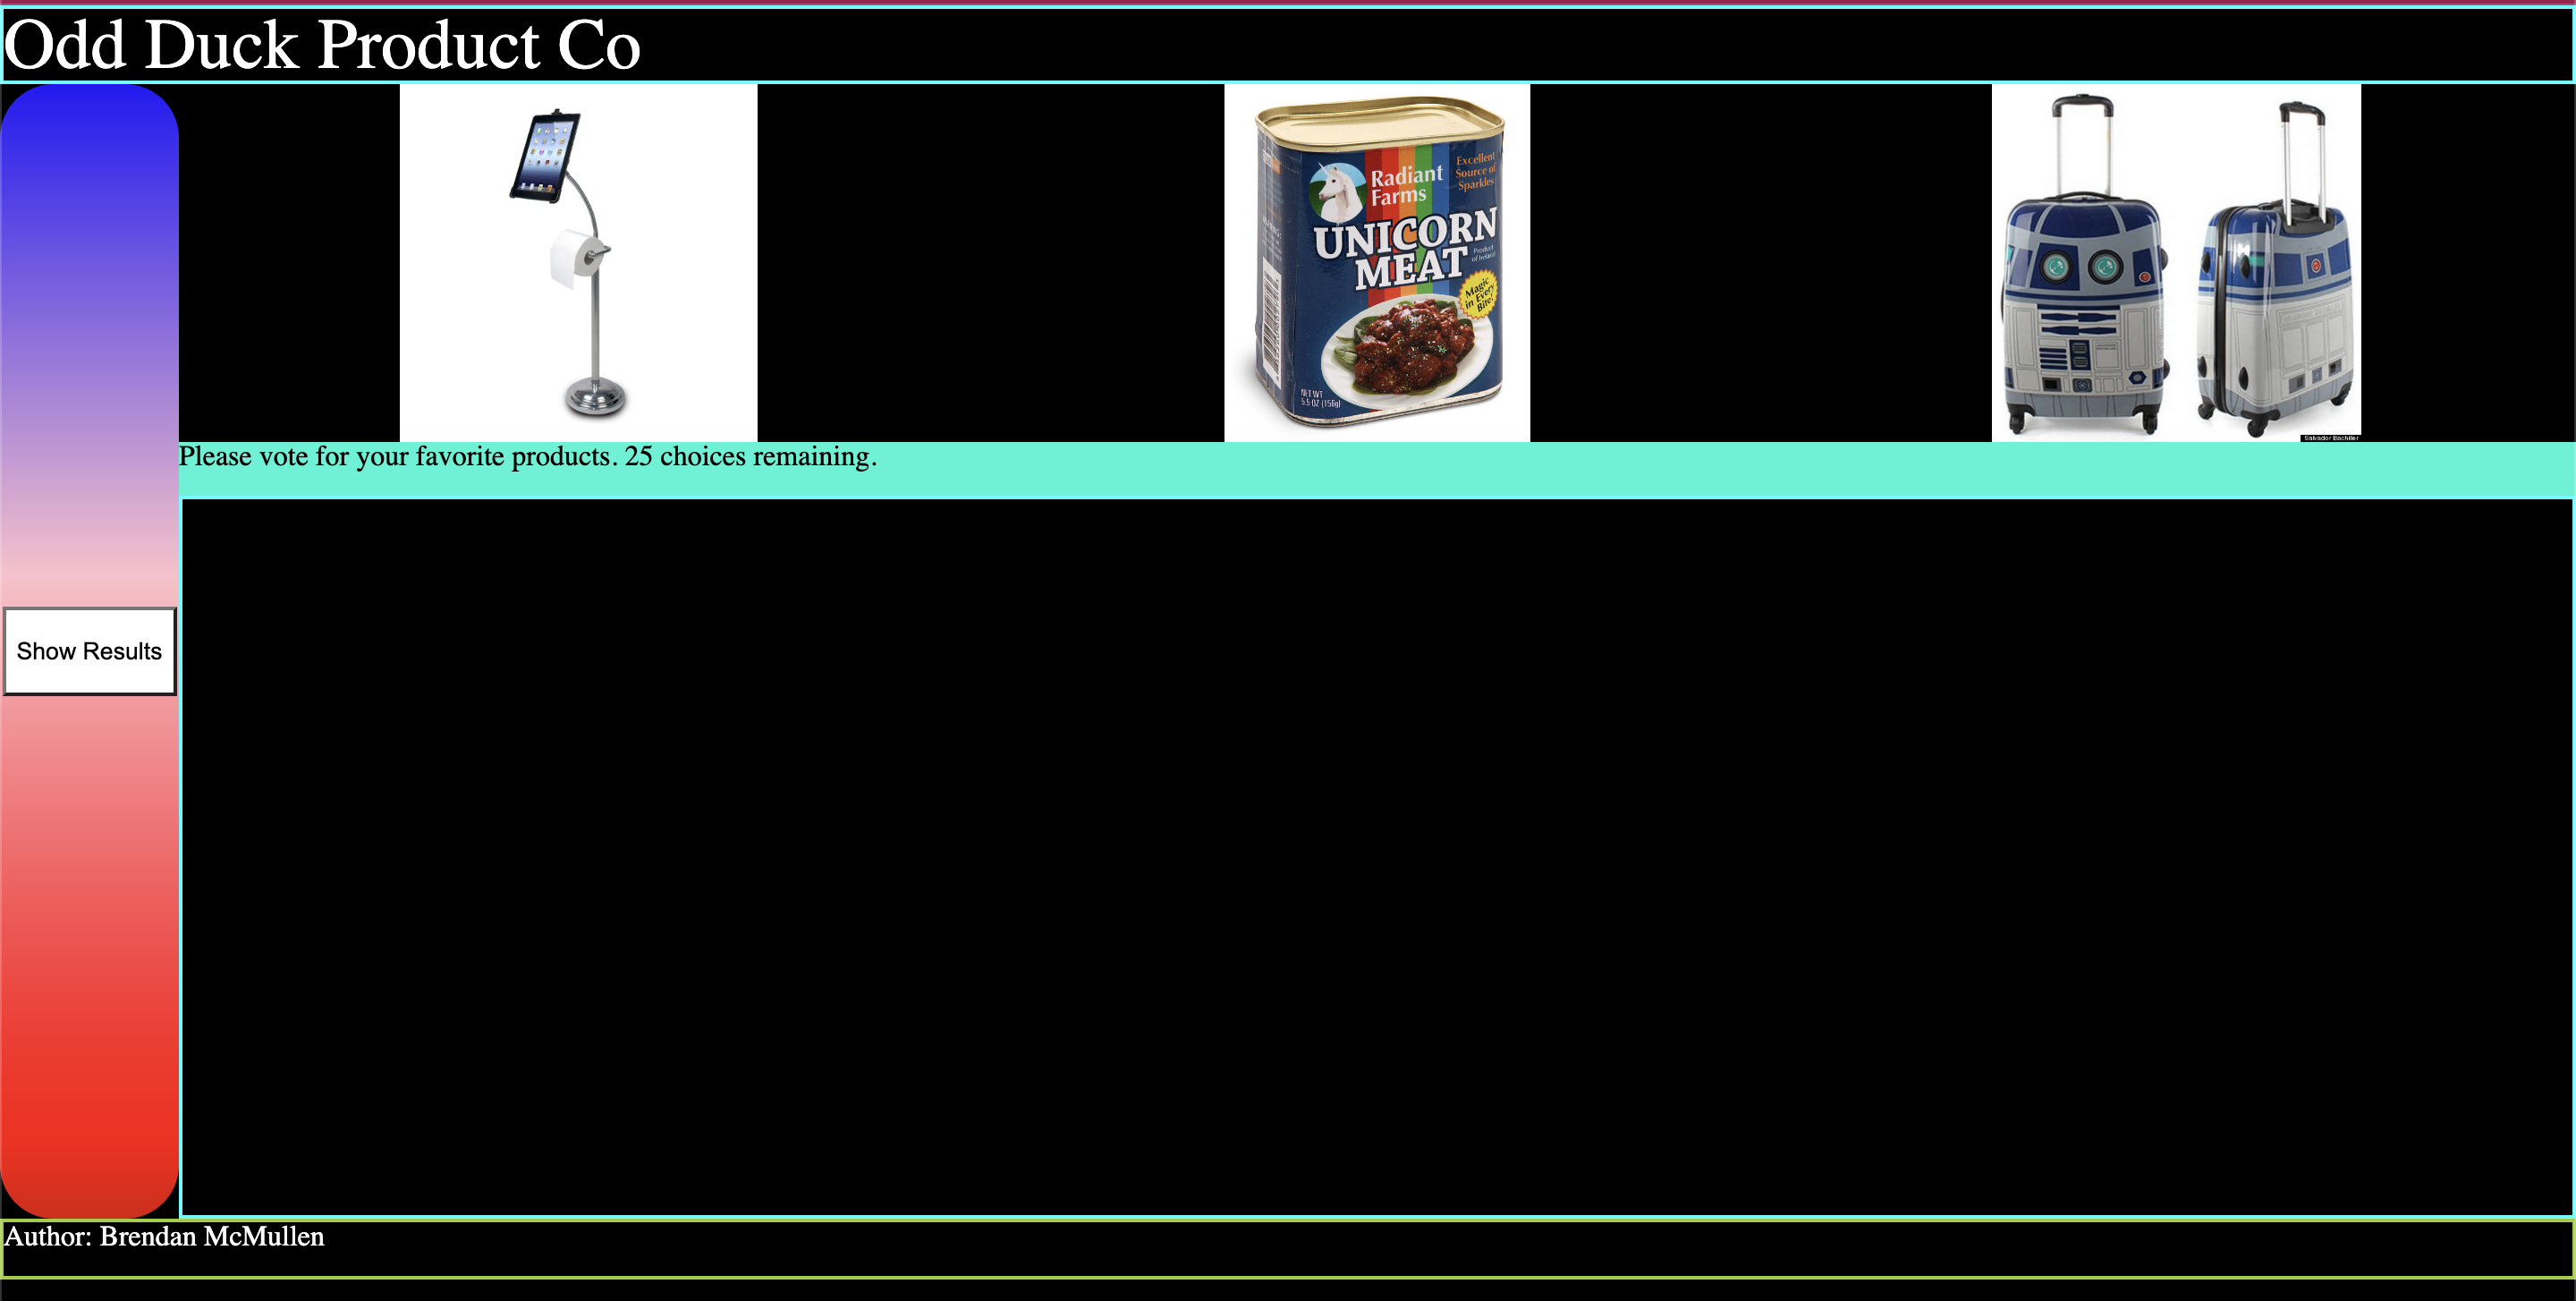 Odd Duck Product Co
Radiant
Farms
Excellent
Source of
Sparkles
UNICORN
MEAT
Product
of Ireland
Magic
in Every
Bite!
NET WT
5.5 OZ (156g)
Salvador Bachiller
Please vote for your favorite products. 25 choices remaining.
Show Results
Author: Brendan McMullen